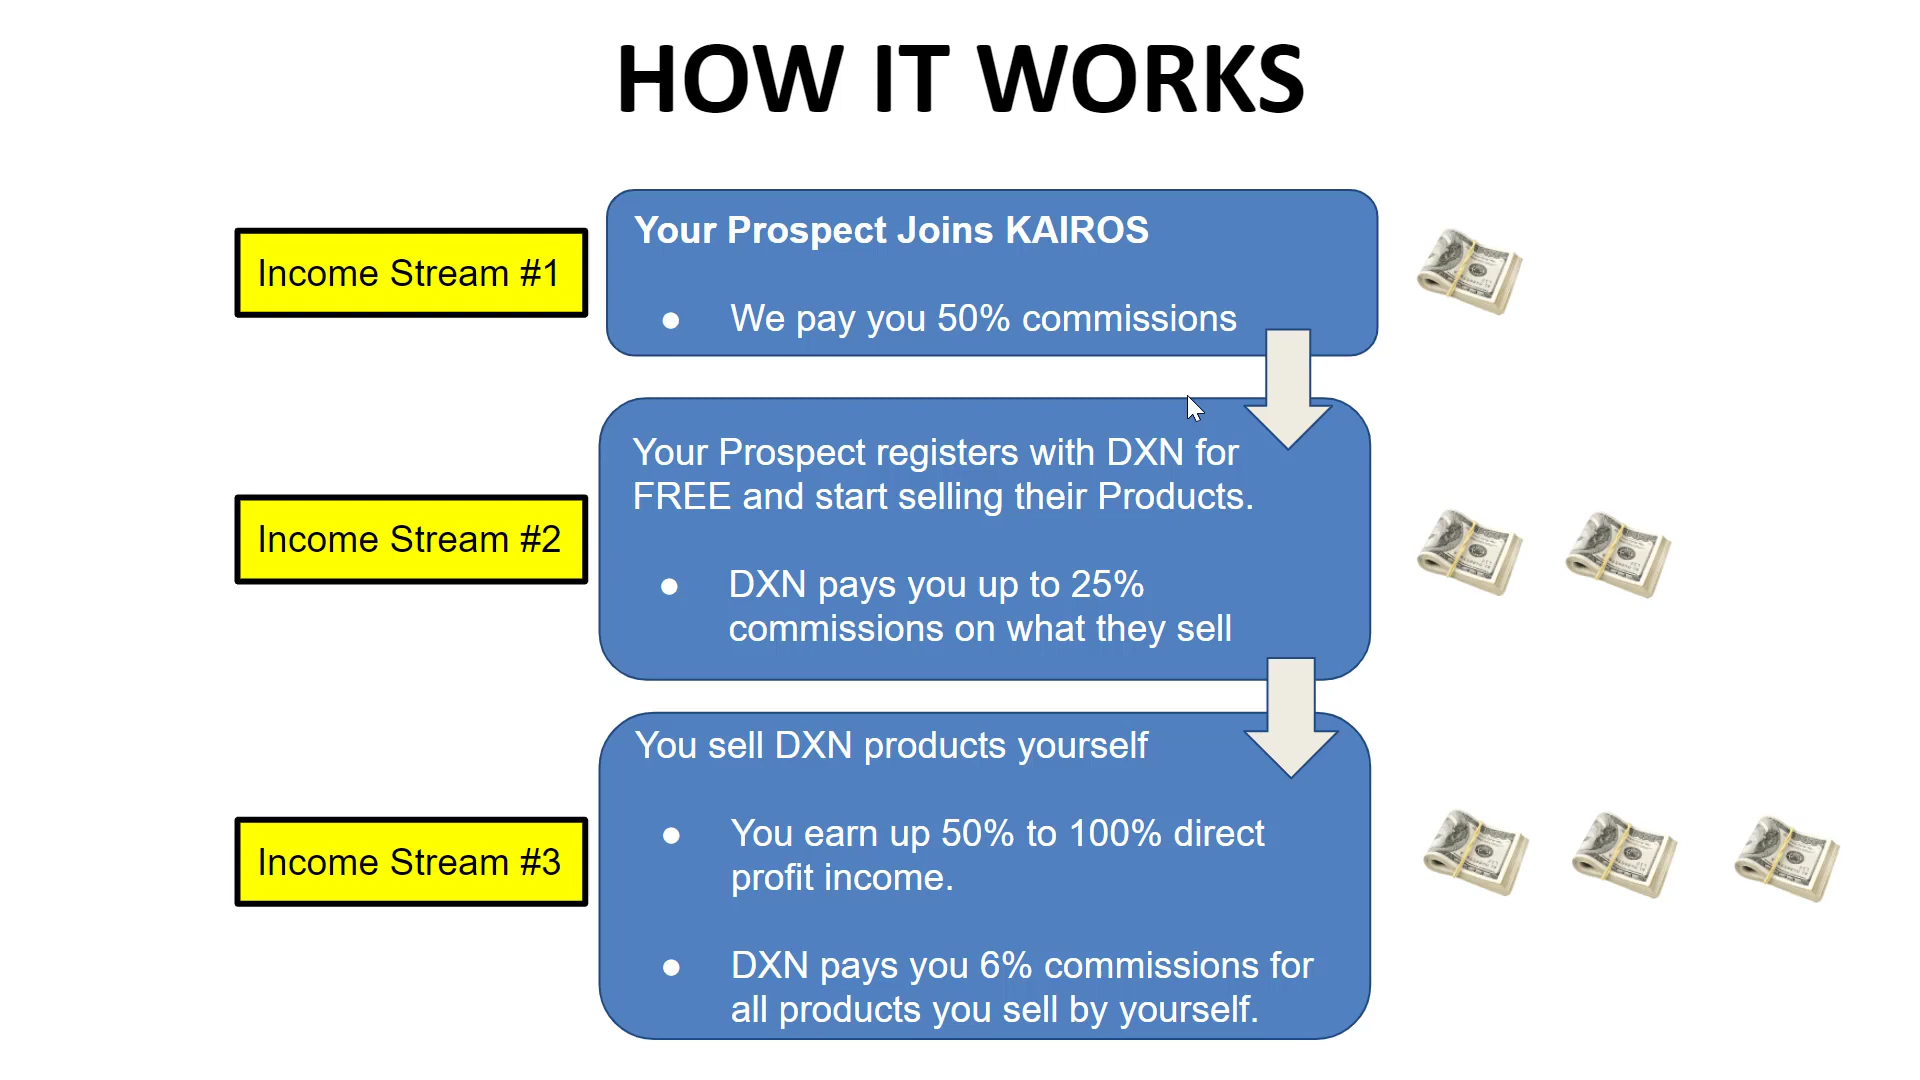 HOW IT WORKS
Income Stream #1
Your Prospect Joins KAIROS
● We pay you 50% commissions
Income Stream #2
Your Prospect registers with DXN for
FREE and start selling their Products.
● DXN pays you up to 25%
commissions on what they sell
Income Stream #3
You sell DXN products yourself
● You earn up 50% to 100% direct
profit income.
● DXN pays you 6% commissions for
all products you sell by yourself.